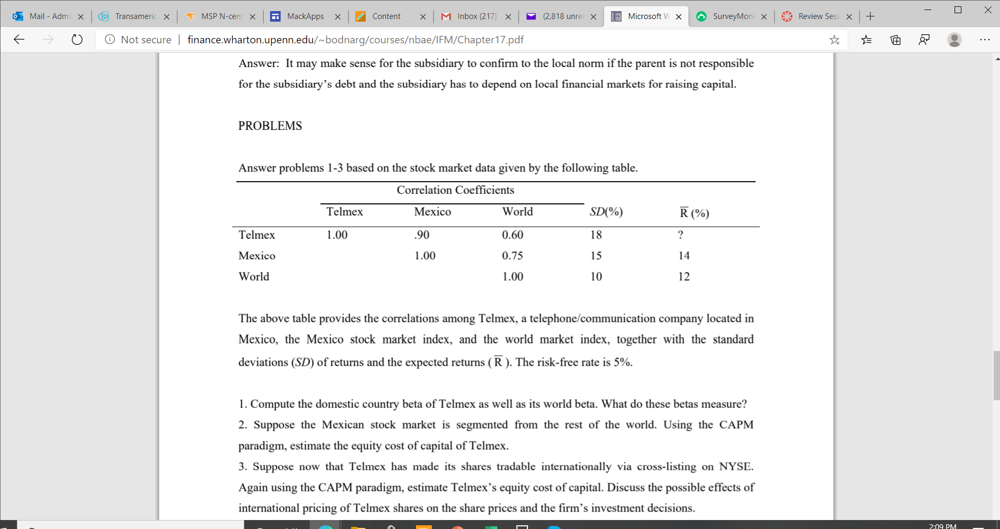 Mail - Admi
Transameric
MSP N-cent
MackApps
Content
Inbox (217)
(2,818 unre
Microsoft W
SurveyMon
Review Sess
Not secure | finance.wharton.upenn.edu/~bodnarg/courses/nbae/IFM/Chapter17.pdf
Answer: It may make sense for the subsidiary to confirm to the local norm if the parent is not responsible
for the subsidiary’s debt and the subsidiary has to depend on local financial markets for raising capital.
PROBLEMS
Answer problems 1-3 based on the stock market data given by the following table.
Correlation Coefficients
Telmex Mexico World SD(%) R̅ (%)
Telmex 1.00 .90 0.60 18 ?
Mexico 1.00 0.75 15 14
World 1.00 10 12
The above table provides the correlations among Telmex, a telephone/communication company located in
Mexico, the Mexico stock market index, and the world market index, together with the standard
deviations (SD) of returns and the expected returns ( R̅ ). The risk-free rate is 5%.
1. Compute the domestic country beta of Telmex as well as its world beta. What do these betas measure?
2. Suppose the Mexican stock market is segmented from the rest of the world. Using the CAPM
paradigm, estimate the equity cost of capital of Telmex.
3. Suppose now that Telmex has made its shares tradable internationally via cross-listing on NYSE.
Again using the CAPM paradigm, estimate Telmex’s equity cost of capital. Discuss the possible effects of
international pricing of Telmex shares on the share prices and the firm’s investment decisions.
2:09 PM